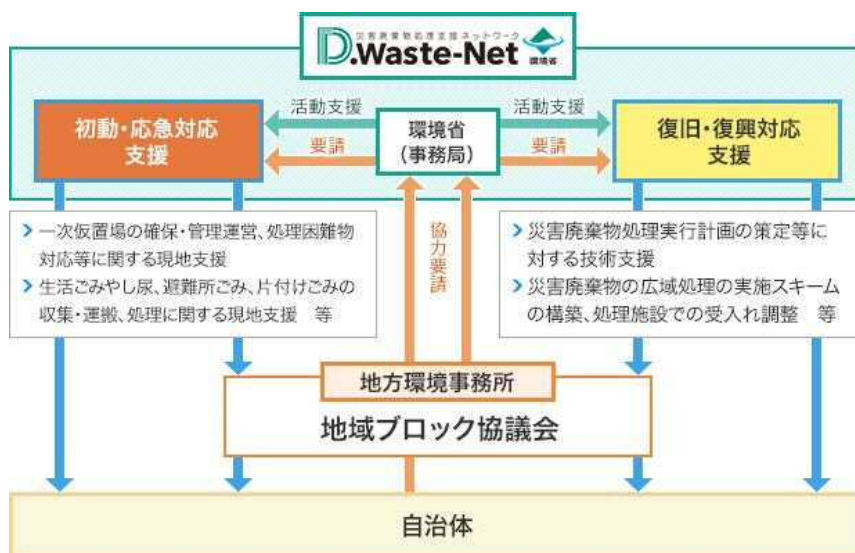 災害廃棄物処理支援ネットワーク
D.Waste-Net
環境省
活動支援
活動支援
初動・応急対応
支援
環境省
(事務局)
復旧・復興対応
支援
要請
要請
一次仮置場の確保・管理運営、処理困難物
対応等に関する現地支援
生活ごみやし尿、避難所ごみ、片付けごみの
収集・運搬、処理に関する現地支援 等
協力要請
災害廃棄物処理実行計画の策定等に
対する技術支援
災害廃棄物の広域処理の実施スキーム
の構築、処理施設での受入れ調整 等
地方環境事務所
地域ブロック協議会
自治体